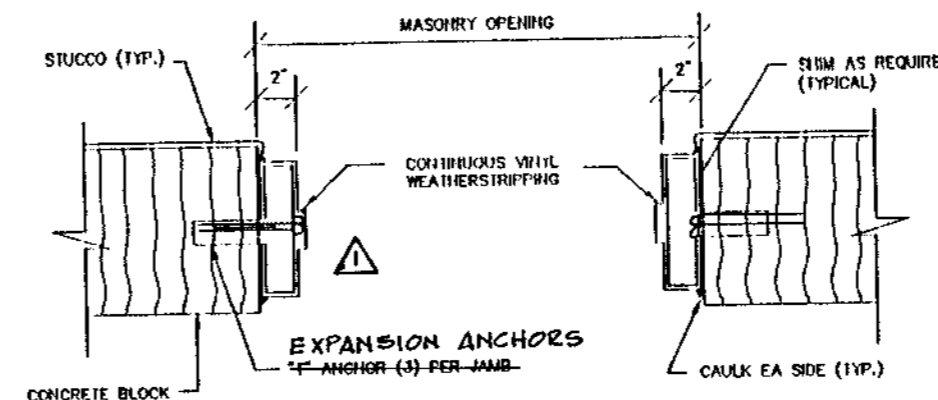 MASONRY OPENING
STUCCO (TYP.)
2"
2"
SHIM AS REQUIRE
(TYPICAL)
CONTINUOUS VINYL
WEATHERSTRIPPING
1
EXPANSION ANCHORS
"T" ANCHOR (3) PER JAMB
CONCRETE BLOCK
CAULK EA SIDE (TYP.)